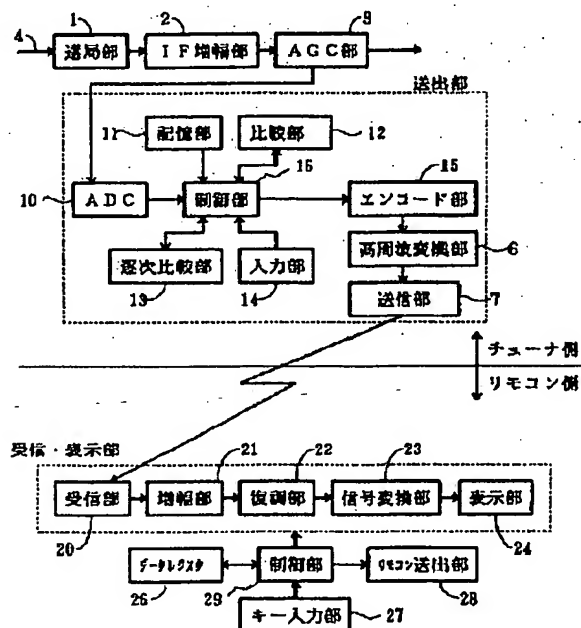 1
2
9
4
選局部
IF増幅部
AGC部
送出部
11
記憶部
比較部
12
16
15
10
ADC
制御部
エンコード部
高周波変換部
6
逐次比較部
入力部
13
14
送信部
7
チューナ側
リモコン側
受信・表示部
21
22
23
受信部
増幅部
復調部
信号変換部
表示部
20
24
データレジスタ
制御部
リモコン送出部
26
29
28
キー入力部
27